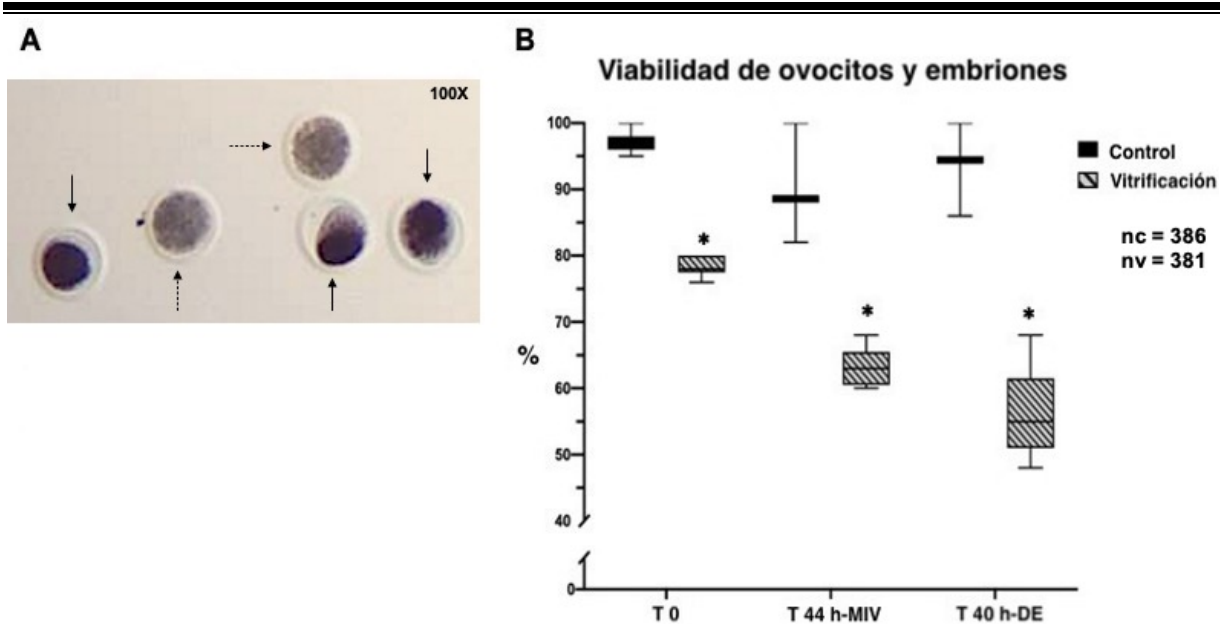 A
100X
B
Viabilidad de ovocitos y embriones
%
100
90
80
70
60
50
40
0
*
*
*
T 0
T 44 h-MIV
T 40 h-DE
Control
Vitrificación
nc = 386
nv = 381